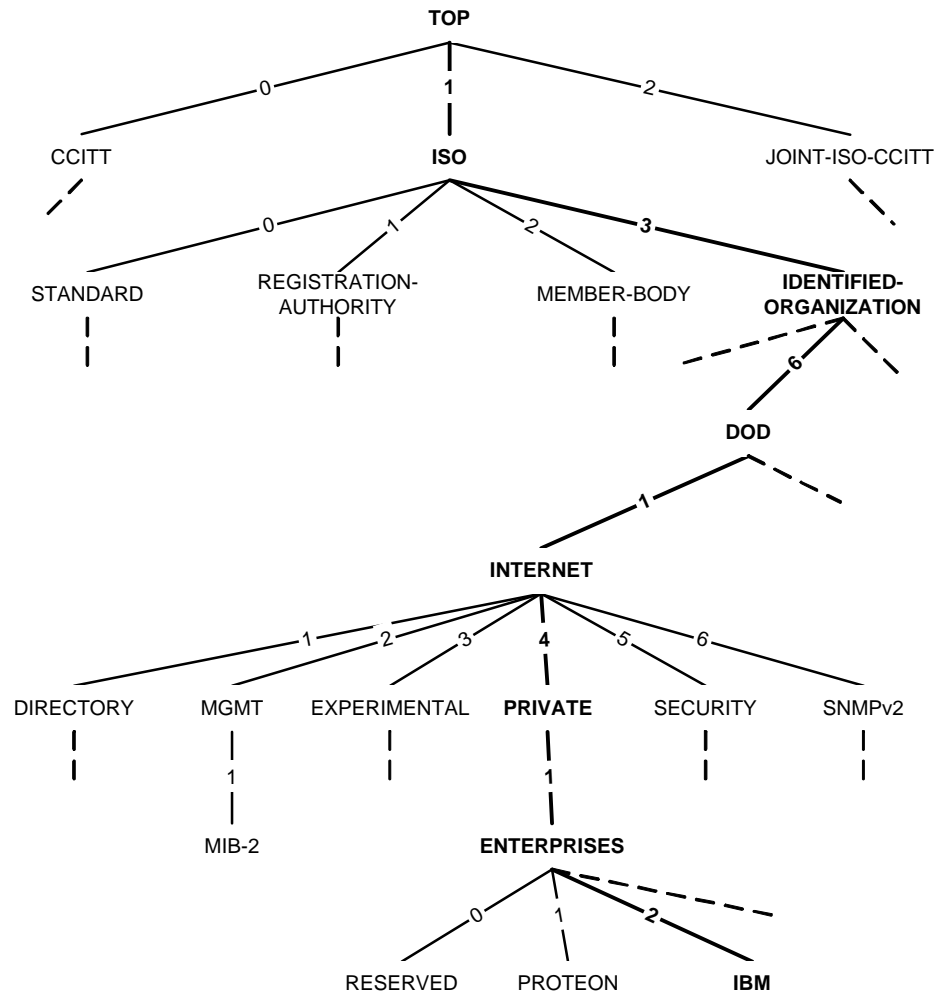 TOP
0 1 2
CCITT ISO JOINT-ISO-CCITT
0 1 2 3
STANDARD REGISTRATION-
AUTHORITY MEMBER-BODY IDENTIFIED-
ORGANIZATION
6
DOD
1
INTERNET
1 2 3 4 5 6
DIRECTORY MGMT EXPERIMENTAL PRIVATE SECURITY SNMPv2
1 1
MIB-2 ENTERPRISES
0 1 2
RESERVED PROTEON IBM